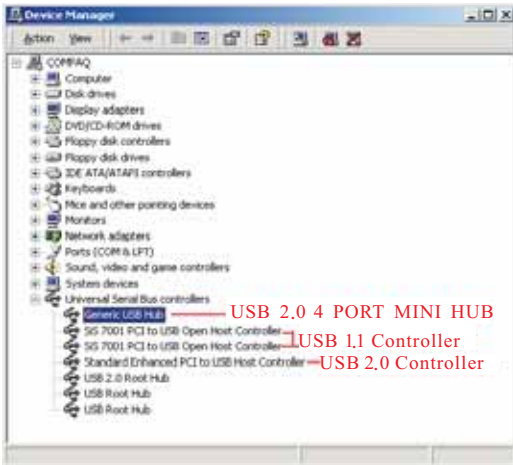 Device Manager
Action View
COMPAQ
Computer
Disk drives
Display adapters
DVD/CD-ROM drives
Floppy disk controllers
Floppy disk drives
IDE ATA/ATAPI controllers
Keyboards
Mice and other pointing devices
Monitors
Network adapters
Ports (COM & LPT)
Sound, video and game controllers
System devices
Universal Serial Bus controllers
Generic USB Hub USB 2.0 4 PORT MINI HUB
SiS 7001 PCI to USB Open Host Controller
SiS 7001 PCI to USB Open Host Controller USB 1.1 Controller
Standard Enhanced PCI to USB Host Controller USB 2.0 Controller
USB 2.0 Root Hub
USB Root Hub
USB Root Hub